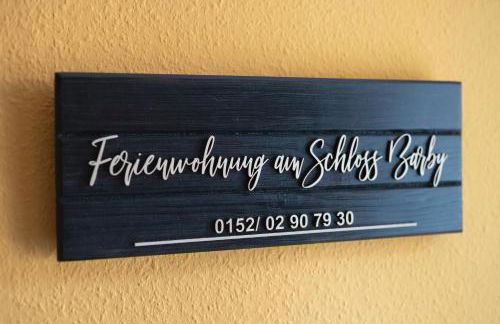 Ferienwohnung am Schloss Barby
0152/ 02 90 79 30